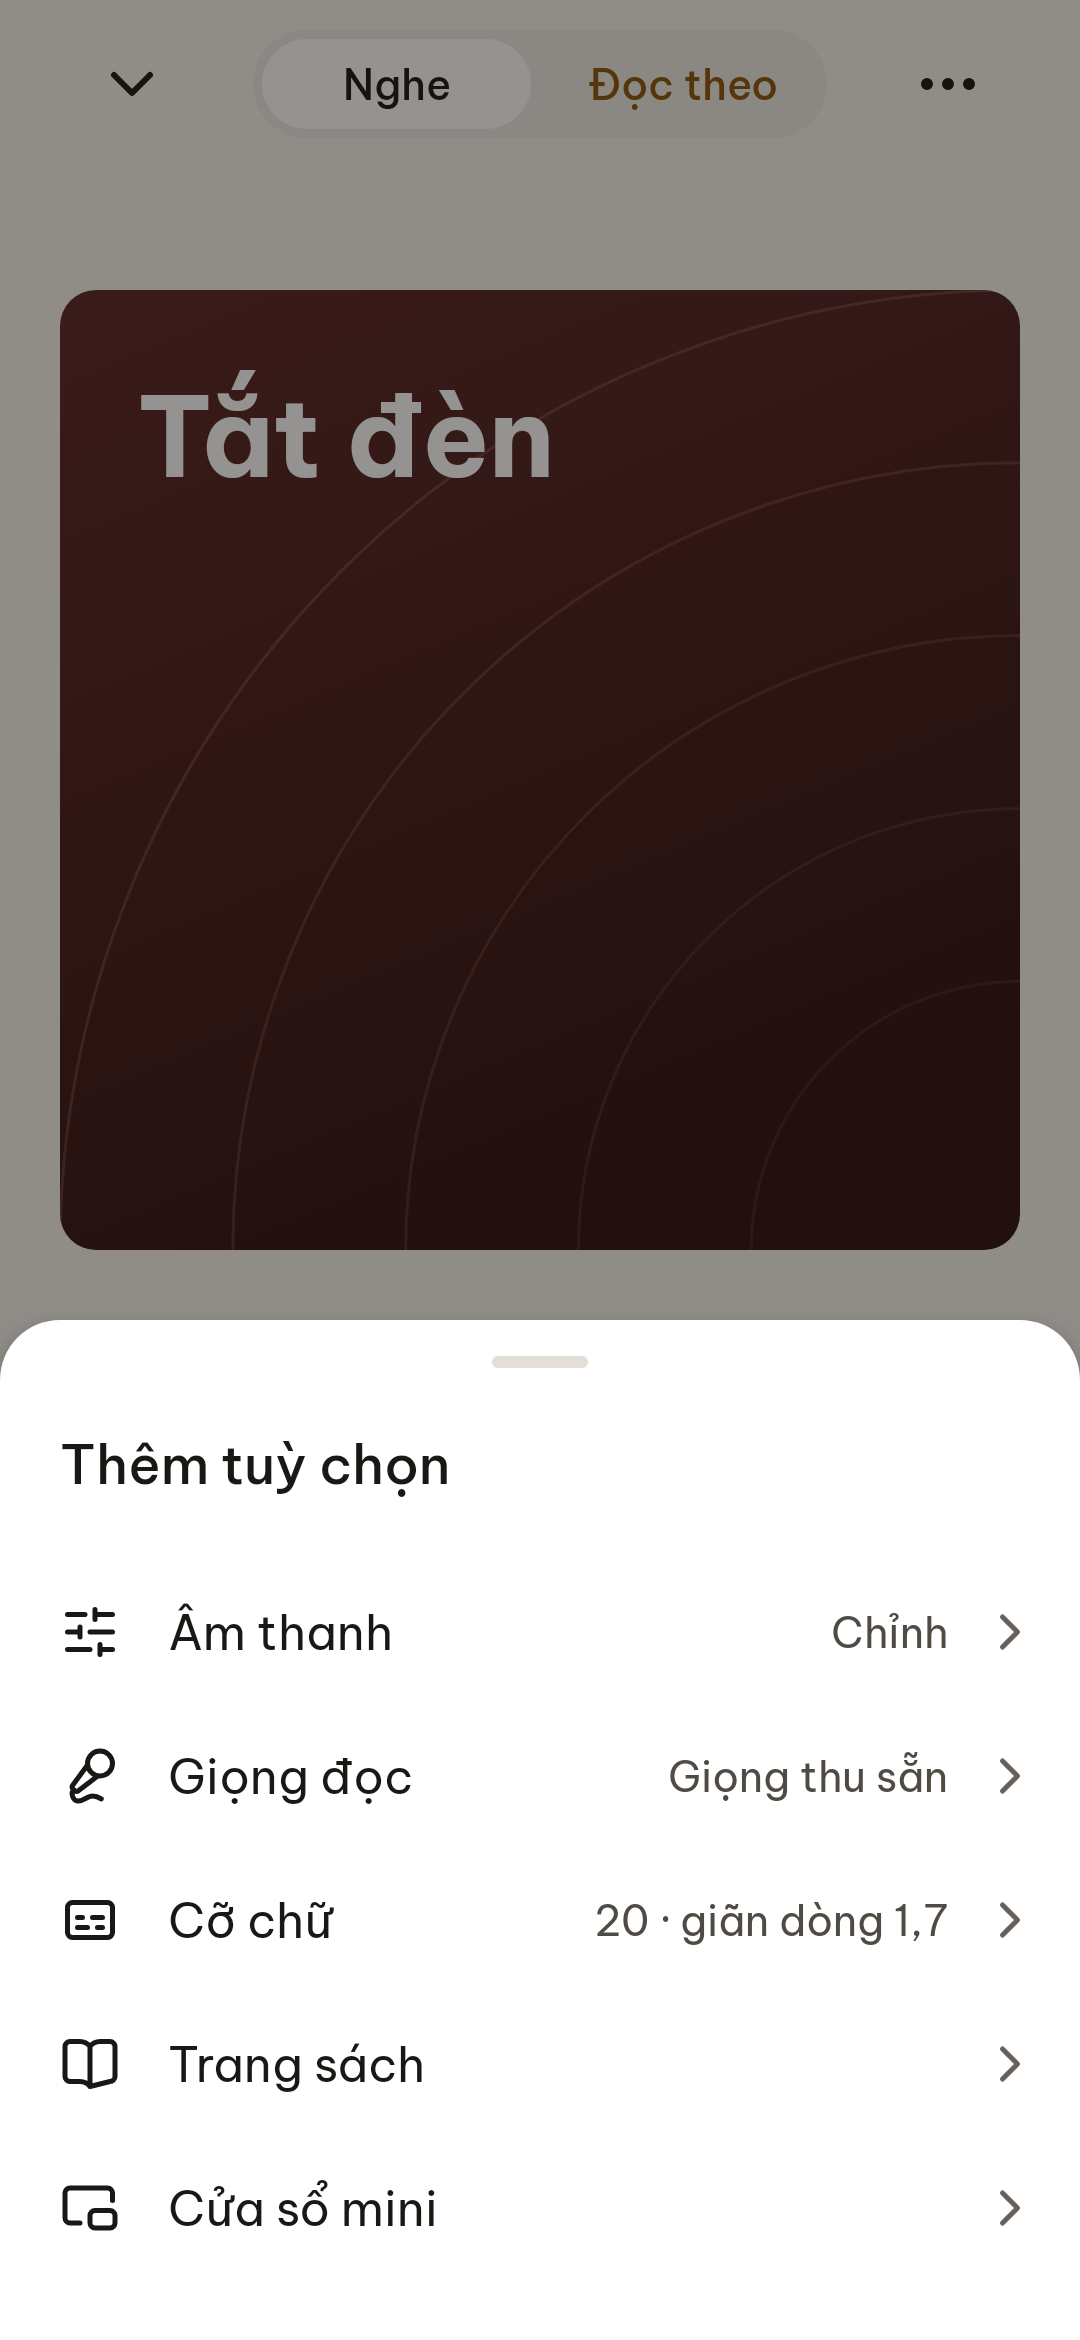 Nghe
Đọc theo
Tắt đèn
Thêm tuỳ chọn
Âm thanh
Chỉnh
Giọng đọc
Giọng thu sẵn
Cỡ chữ
20 · giãn dòng 1,7
Trang sách
Cửa sổ mini